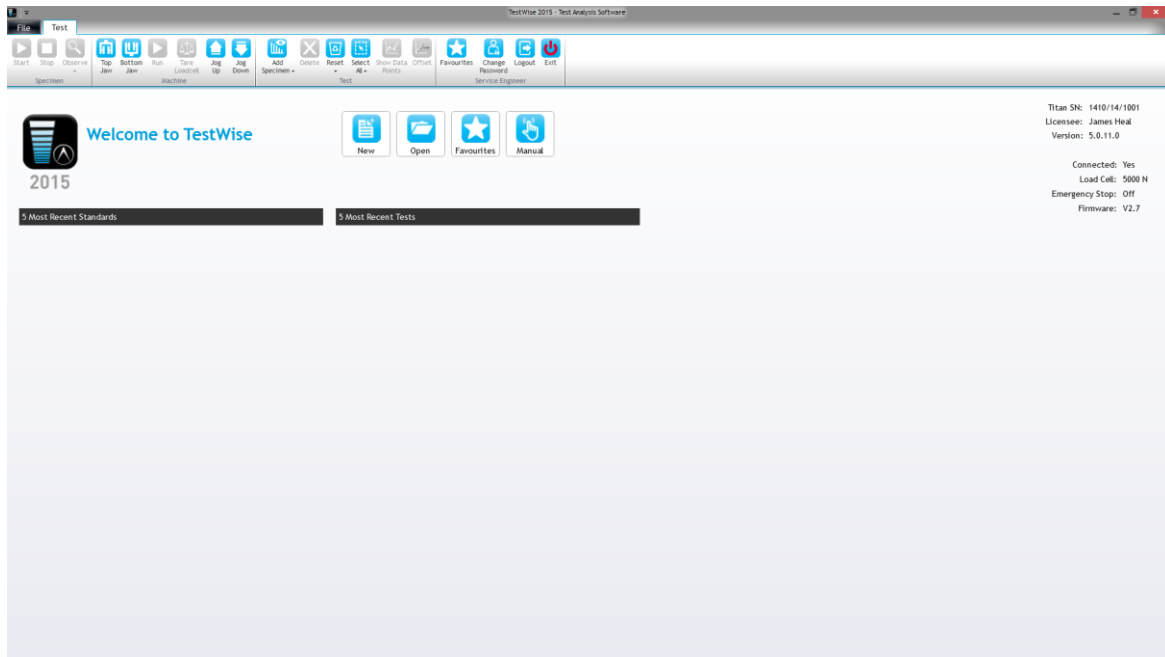 TestWise 2015 - Test Analysis Software
File Test
Start Stop Observe Top Jaw Bottom Jaw Run Tare Loadcell Jog Up Jog Down Add Specimen Delete Reset Select All Show Data Points Offset Favourites Change Password Logout Exit
Specimen Machine Test Service Engineer
Welcome to TestWise
2015
New Open Favourites Manual
5 Most Recent Standards 5 Most Recent Tests
Titan SN: 1410/14/1001
Licensee: James Heal
Version: 5.0.11.0
Connected: Yes
Load Cell: 5000 N
Emergency Stop: Off
Firmware: V2.7